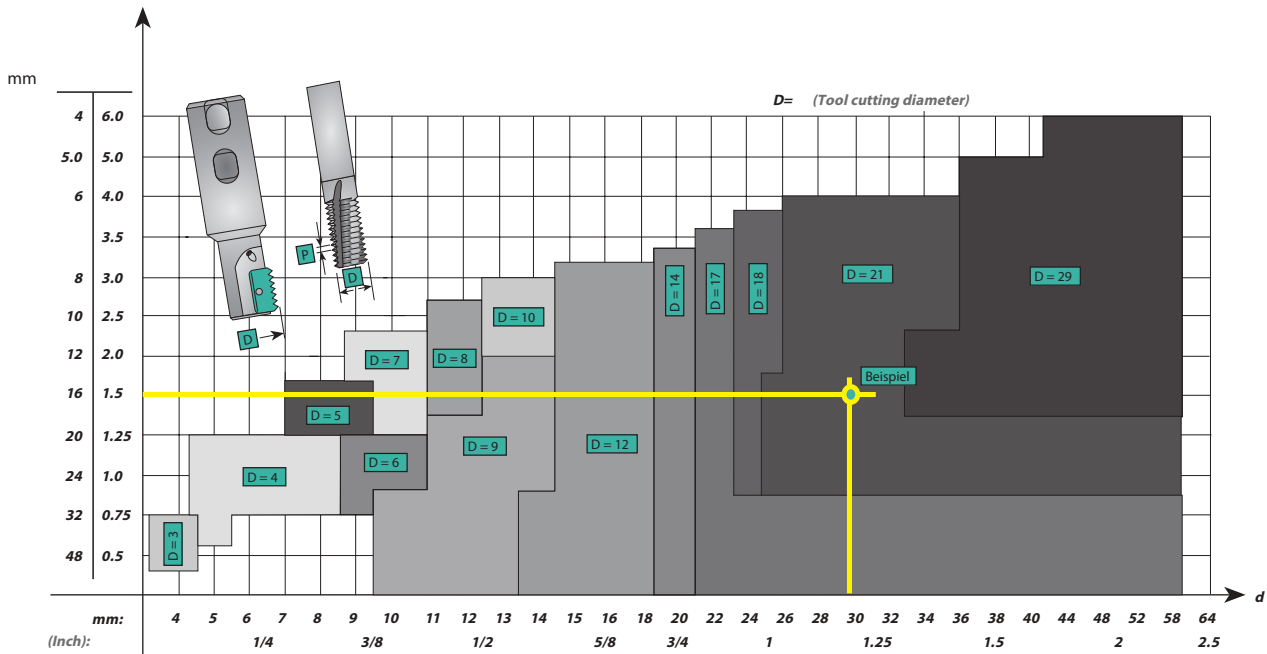 mm
D= (Tool cutting diameter)
4 6.0
5.0 5.0
6 4.0
3.5
8 3.0
10 2.5
12 2.0
16 1.5
20 1.25
24 1.0
32 0.75
48 0.5
P
D
D
D = 3
D = 4
D = 5
D = 6
D = 7
D = 8
D = 9
D = 10
D = 12
D = 14
D = 17
D = 18
D = 21
D = 29
Beispiel
d
mm: 4 5 6 7 8 9 10 11 12 13 14 15 16 18 20 22 24 26 28 30 32 34 36 38 40 44 48 52 58 64
(Inch): 1/4 3/8 1/2 5/8 3/4 1 1.25 1.5 2 2.5